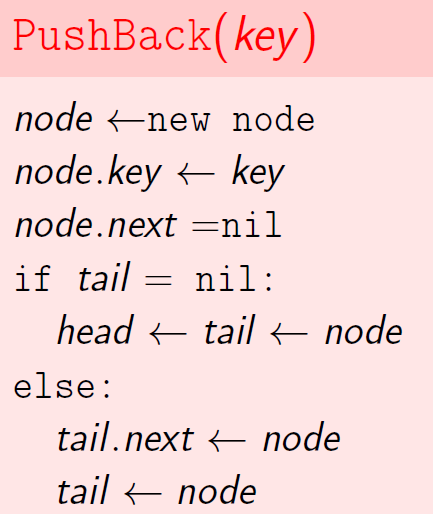 PushBack(key)
node ←new node
node.key ← key
node.next =nil
if tail = nil:
head ← tail ← node
else:
tail.next ← node
tail ← node